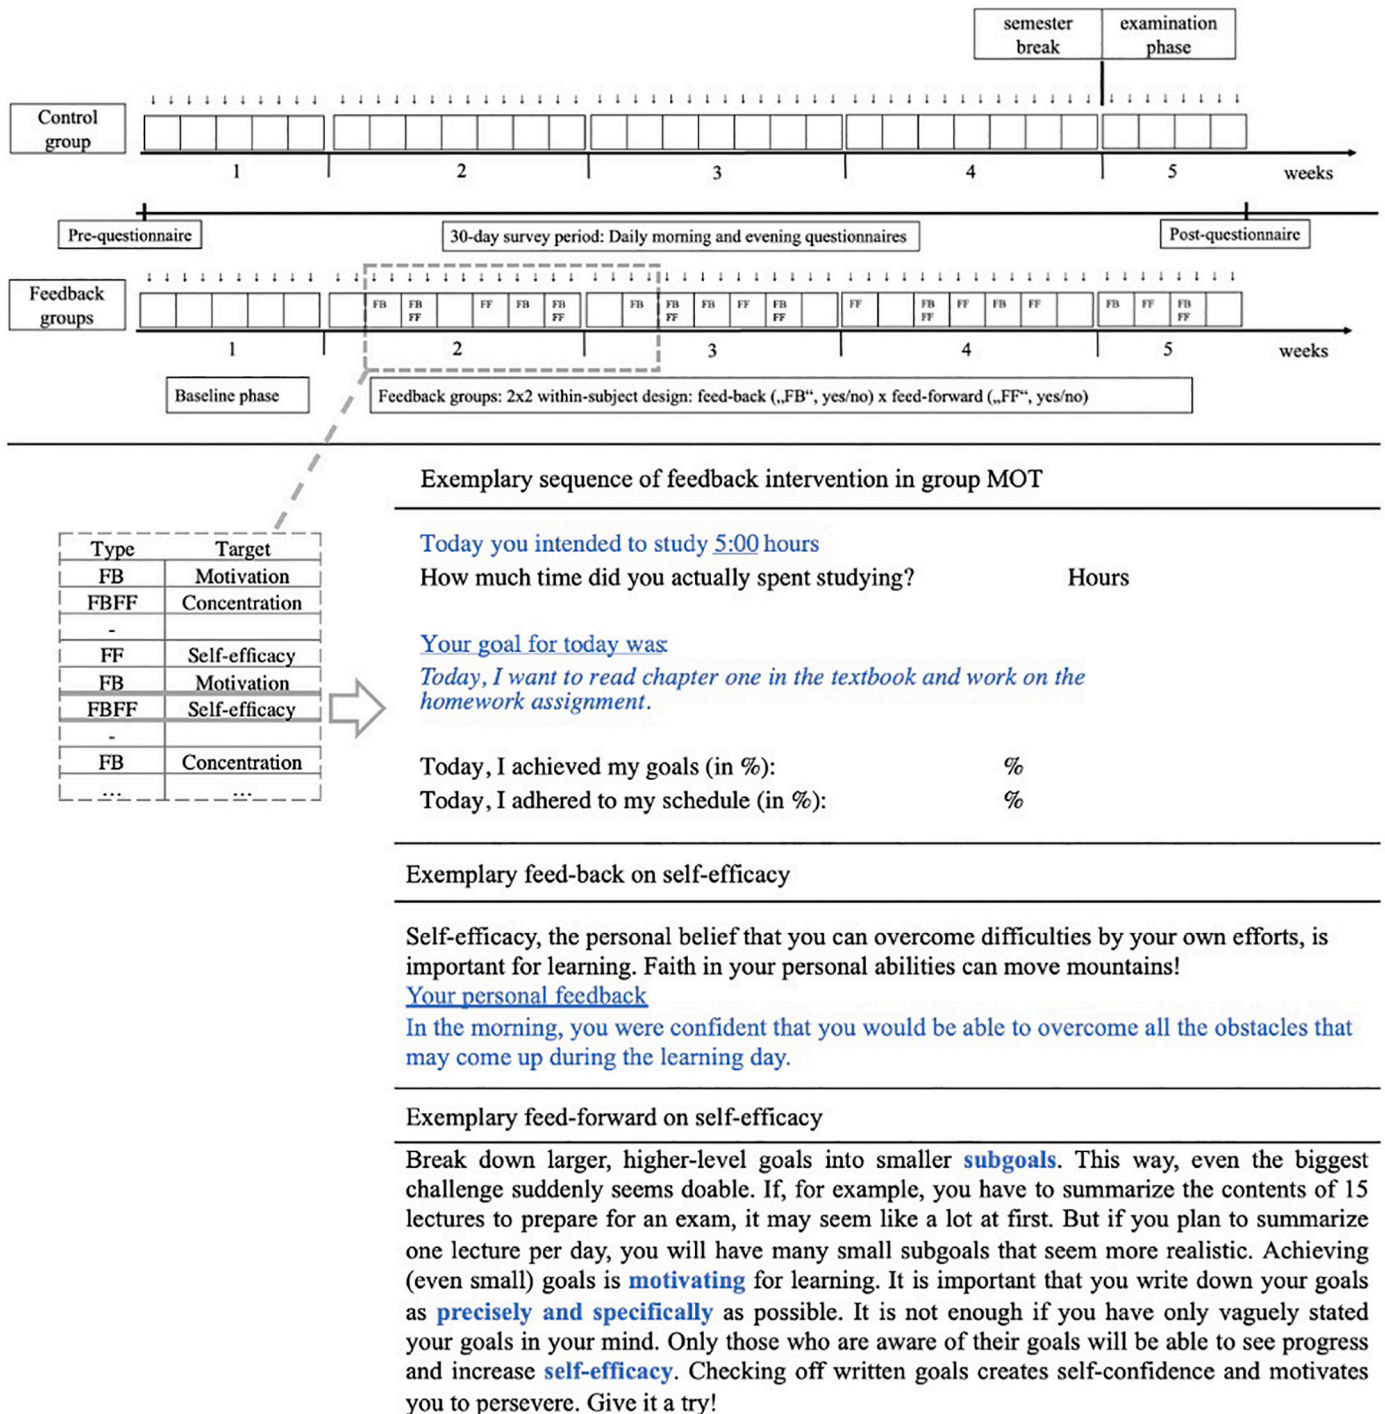 semester
break
examination
phase
Control
group
1 2 3 4 5 weeks
Pre-questionnaire
30-day survey period: Daily morning and evening questionnaires
Post-questionnaire
Feedback
groups
FB FB FF FB FB FB FB FB FF FB FF FB FF FB FF FB FF FB
FF FF FF FF FF FF
1 2 3 4 5 weeks
Baseline phase
Feedback groups: 2x2 within-subject design: feed-back („FB“, yes/no) x feed-forward („FF“, yes/no)
Exemplary sequence of feedback intervention in group MOT
Type Target
FB Motivation
FBFF Concentration
-
FF Self-efficacy
FB Motivation
FBFF Self-efficacy
-
FB Concentration
... ...
Today you intended to study 5:00 hours
How much time did you actually spent studying? Hours
Your goal for today was:
Today, I want to read chapter one in the textbook and work on the
homework assignment.
Today, I achieved my goals (in %): %
Today, I adhered to my schedule (in %): %
Exemplary feed-back on self-efficacy
Self-efficacy, the personal belief that you can overcome difficulties by your own efforts, is
important for learning. Faith in your personal abilities can move mountains!
Your personal feedback
In the morning, you were confident that you would be able to overcome all the obstacles that
may come up during the learning day.
Exemplary feed-forward on self-efficacy
Break down larger, higher-level goals into smaller subgoals. This way, even the biggest
challenge suddenly seems doable. If, for example, you have to summarize the contents of 15
lectures to prepare for an exam, it may seem like a lot at first. But if you plan to summarize
one lecture per day, you will have many small subgoals that seem more realistic. Achieving
(even small) goals is motivating for learning. It is important that you write down your goals
as precisely and specifically as possible. It is not enough if you have only vaguely stated
your goals in your mind. Only those who are aware of their goals will be able to see progress
and increase self-efficacy. Checking off written goals creates self-confidence and motivates
you to persevere. Give it a try!